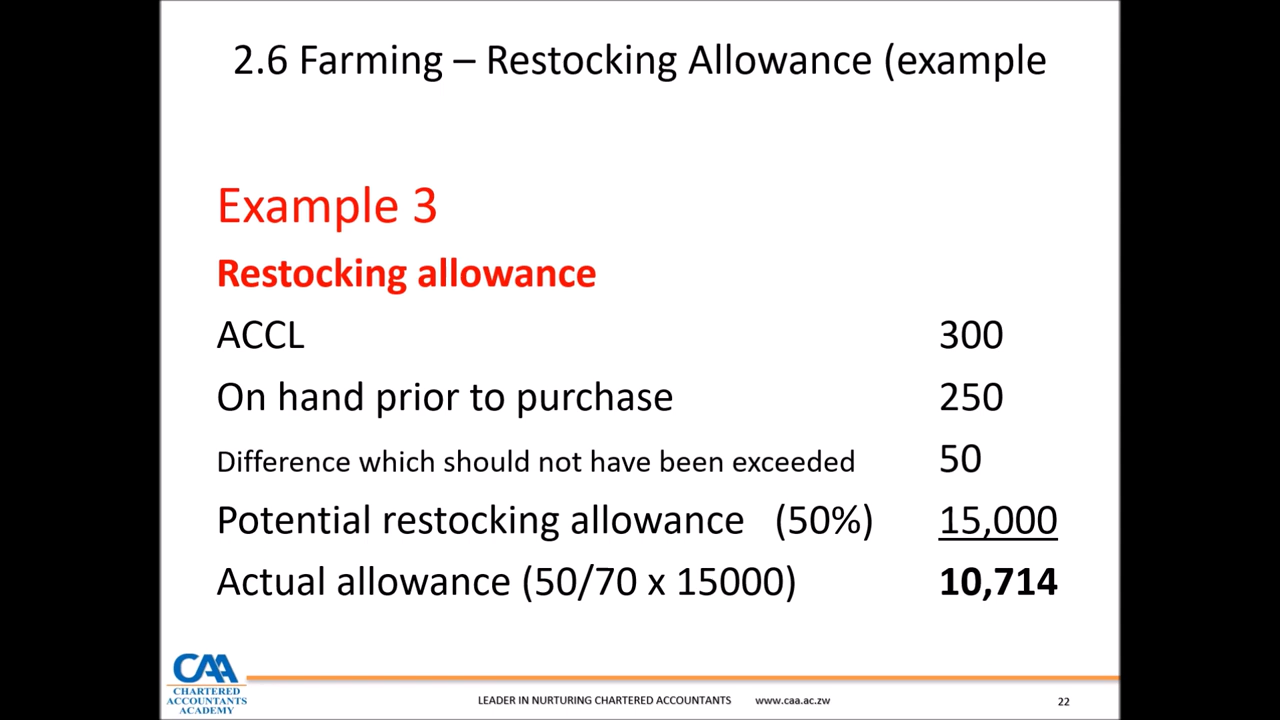 2.6 Farming – Restocking Allowance (example
Example 3
Restocking allowance
ACCL 300
On hand prior to purchase 250
Difference which should not have been exceeded 50
Potential restocking allowance (50%) 15,000
Actual allowance (50/70 x 15000) 10,714
CAA
CHARTERED
ACCOUNTANTS
ACADEMY
LEADER IN NURTURING CHARTERED ACCOUNTANTS www.caa.ac.zw 22